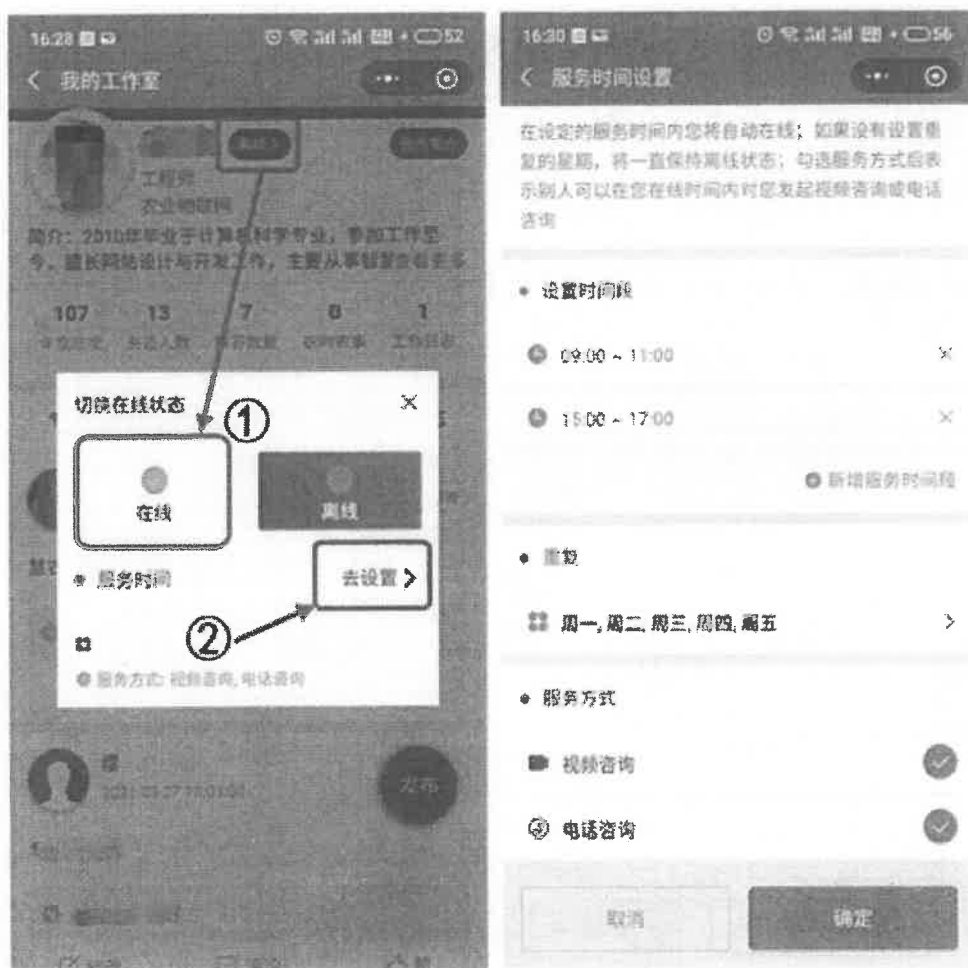 16:28
52
我的工作室
离线
工程师
农业物联网
简介：2010年毕业于计算机科学专业，参加工作至
今，擅长网站设计与开发工作，主要从事智慧查看更多
107 13 7 0 1
切换在线状态
①
在线
离线
服务时间
去设置
②
服务方式: 视频咨询, 电话咨询
发布
16:30
56
服务时间设置
在设定的服务时间内您将自动在线；如果没有设置重
复的星期，将一直保持离线状态；勾选服务方式后表
示别人可以在您在线时间内对您发起视频咨询或电话
咨询
设置时间段
09:00 ~ 11:00
15:00 ~ 17:00
新增服务时间段
重复
周一, 周二, 周三, 周四, 周五
服务方式
视频咨询
电话咨询
取消
确定